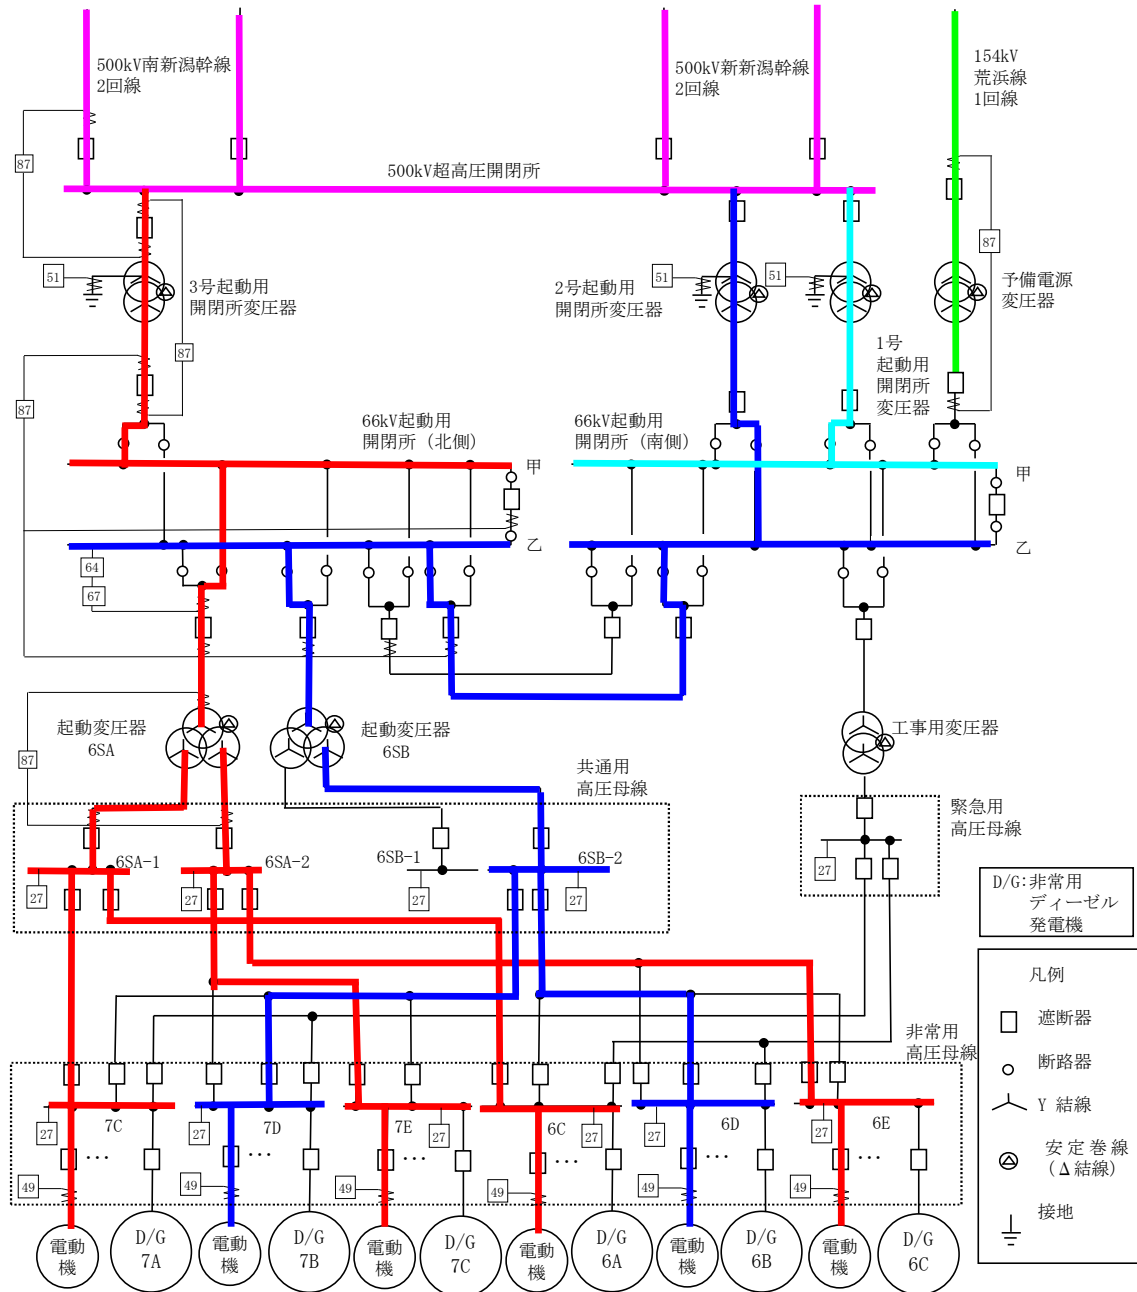 500kV南新潟幹線
2回線
500kV新新潟幹線
2回線
154kV
荒浜線
1回線
87
500kV超高圧開閉所
87
51
3号起動用
開閉所変圧器
2号起動用
開閉所変圧器
51
51
予備電源
変圧器
87
87
1号
起動用
開閉所
変圧器
66kV起動用
開閉所（北側）
66kV起動用
開閉所（南側）
甲
甲
乙
乙
64
67
起動変圧器
6SA
起動変圧器
6SB
工事用変圧器
87
共通用
高圧母線
緊急用
高圧母線
6SA-1
6SA-2
6SB-1
6SB-2
27
27
27
27
27
D/G:非常用
ディーゼル
発電機
凡例
遮断器
断路器
Y 結線
安定巻線
(Δ結線)
接地
非常用
高圧母線
7C
7D
7E
6C
6D
6E
27
27
27
27
27
27
…
…
…
…
…
…
49
49
49
49
49
49
電動
機
D/G
7A
電動
機
D/G
7B
電動
機
D/G
7C
電動
機
D/G
6A
電動
機
D/G
6B
電動
機
D/G
6C